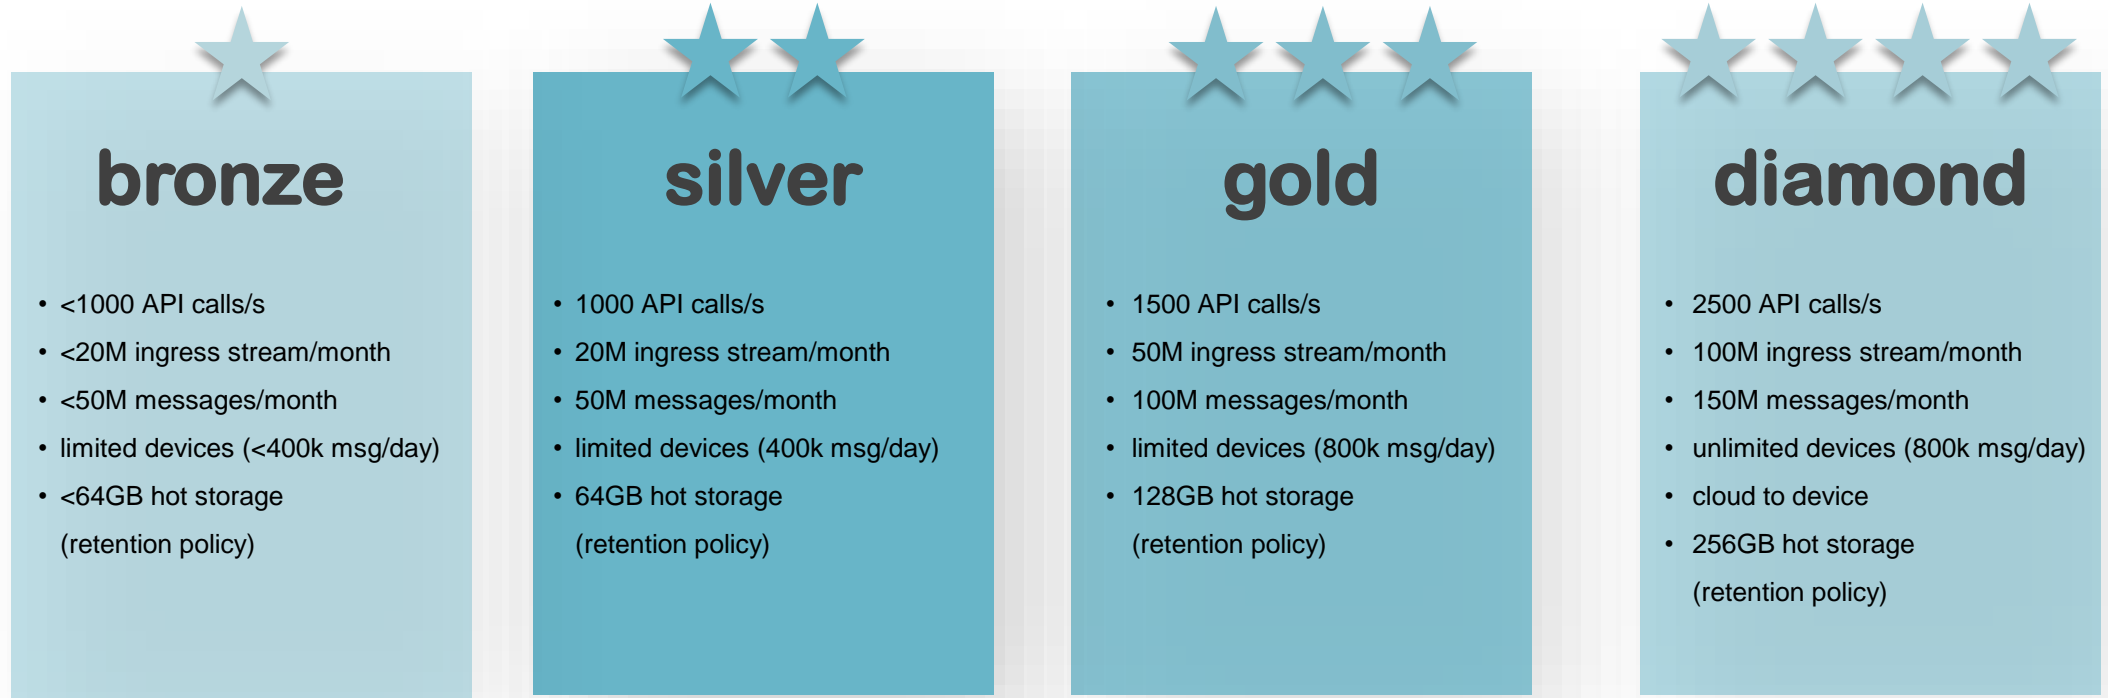 bronze
• <1000 API calls/s
• <20M ingress stream/month
• <50M messages/month
• limited devices (<400k msg/day)
• <64GB hot storage
(retention policy)
silver
• 1000 API calls/s
• 20M ingress stream/month
• 50M messages/month
• limited devices (400k msg/day)
• 64GB hot storage
(retention policy)
gold
• 1500 API calls/s
• 50M ingress stream/month
• 100M messages/month
• limited devices (800k msg/day)
• 128GB hot storage
(retention policy)
diamond
• 2500 API calls/s
• 100M ingress stream/month
• 150M messages/month
• unlimited devices (800k msg/day)
• cloud to device
• 256GB hot storage
(retention policy)